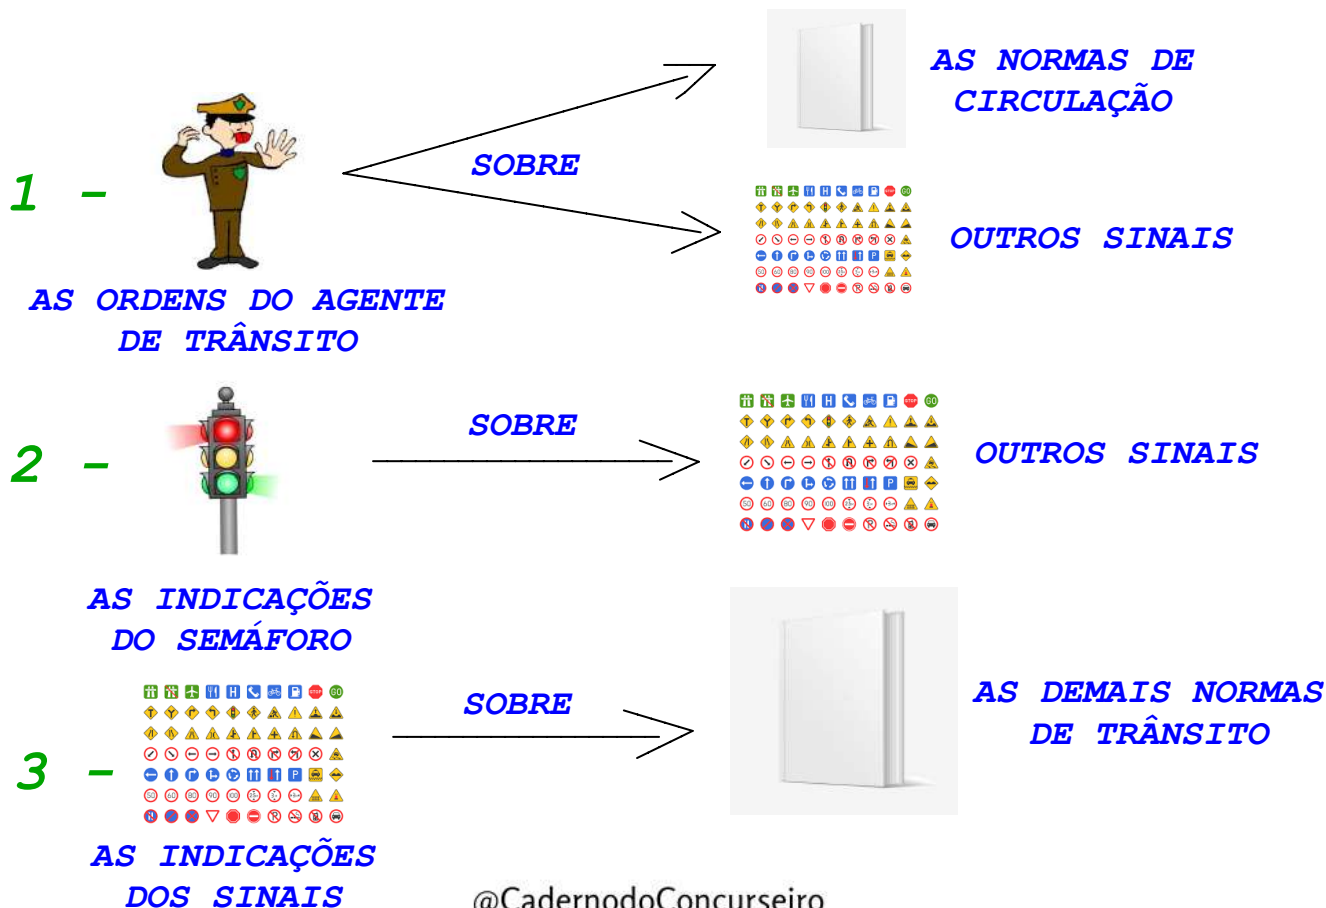 AS NORMAS DE
CIRCULAÇÃO
1 -
SOBRE
OUTROS SINAIS
AS ORDENS DO AGENTE
DE TRÂNSITO
2 -
SOBRE
OUTROS SINAIS
AS INDICAÇÕES
DO SEMÁFORO
3 -
SOBRE
AS DEMAIS NORMAS
DE TRÂNSITO
AS INDICAÇÕES
DOS SINAIS
@CadernodoConcurseiro